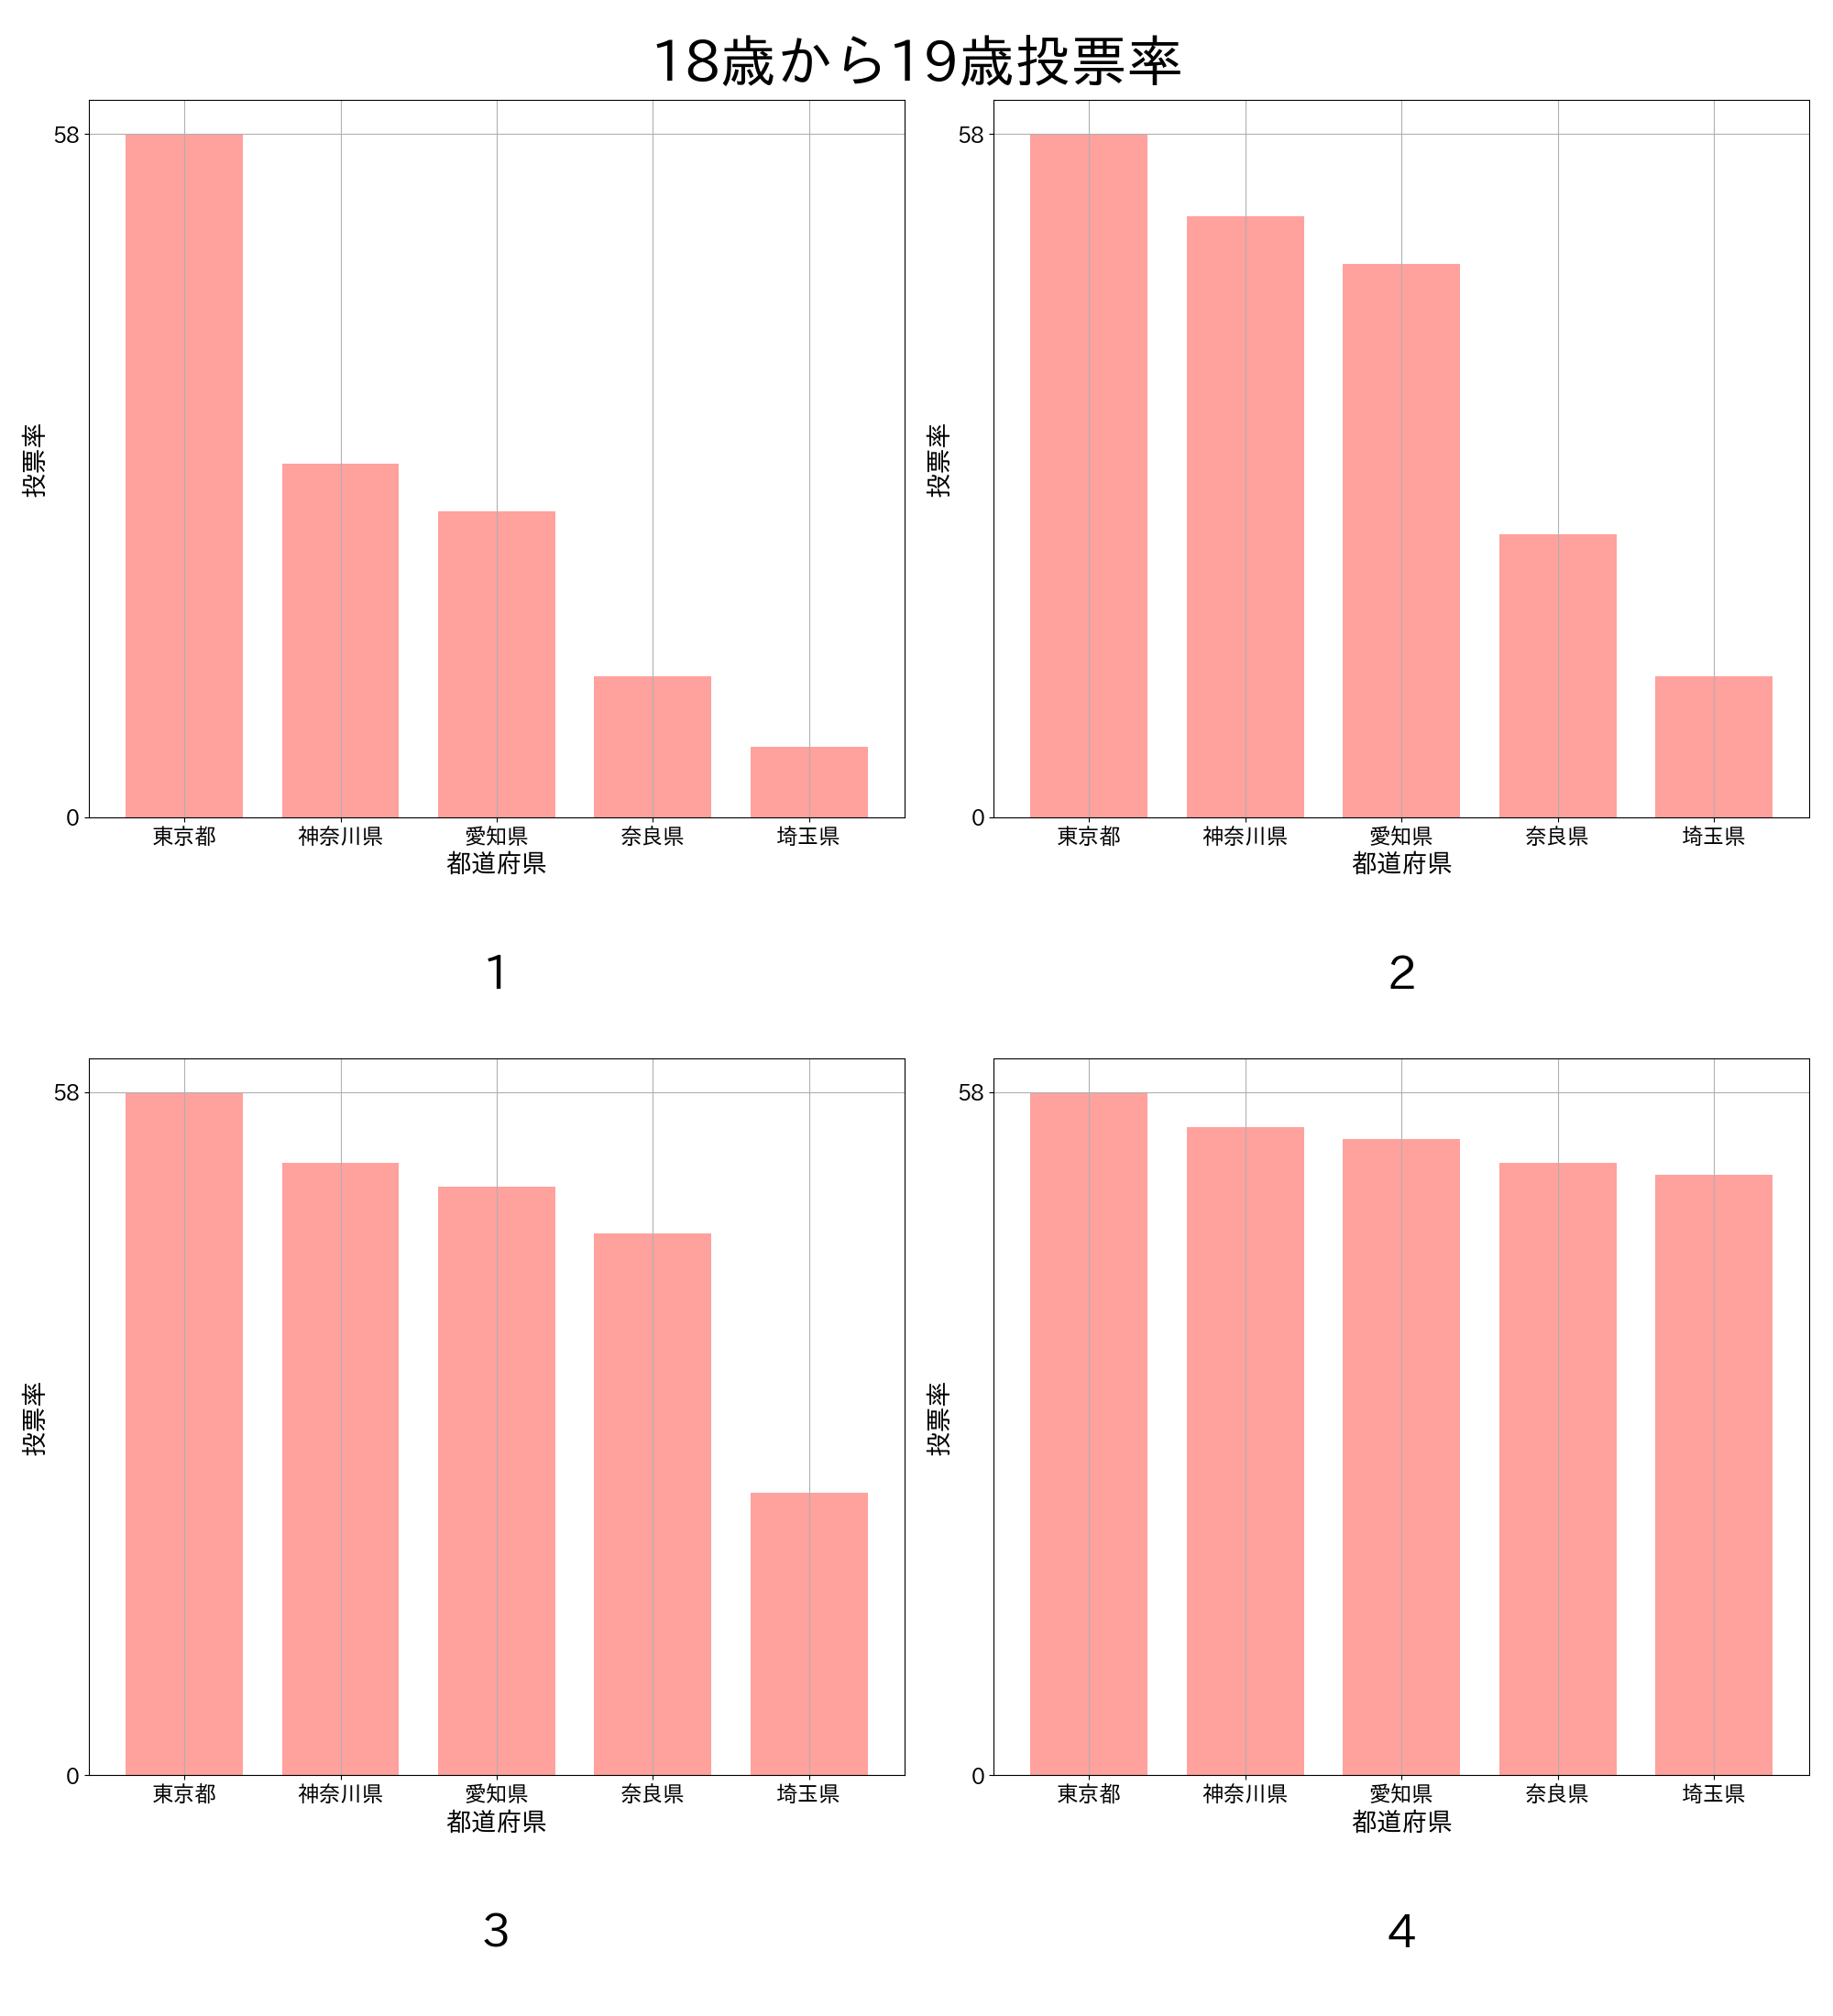 18歳から19歳投票率
58
0
投票率
東京都 神奈川県 愛知県 奈良県 埼玉県
都道府県
1
58
0
投票率
東京都 神奈川県 愛知県 奈良県 埼玉県
都道府県
2
58
0
投票率
東京都 神奈川県 愛知県 奈良県 埼玉県
都道府県
3
58
0
投票率
東京都 神奈川県 愛知県 奈良県 埼玉県
都道府県
4